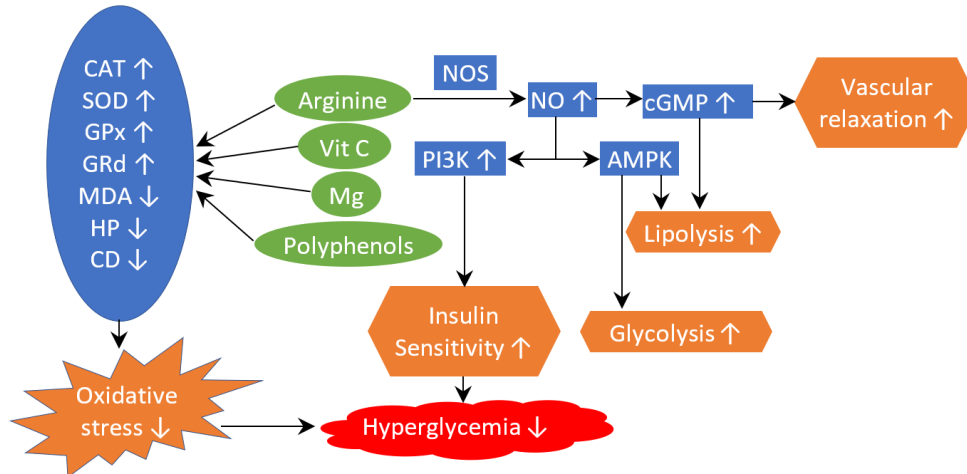 CAT ↑
SOD ↑
GPx ↑
GRd ↑
MDA ↓
HP ↓
CD ↓
Arginine
Vit C
Mg
Polyphenols
NOS
NO ↑
cGMP ↑
Vascular
relaxation ↑
PI3K ↑
AMPK
Lipolysis ↑
Insulin
Sensitivity ↑
Glycolysis ↑
Oxidative
stress ↓
Hyperglycemia ↓